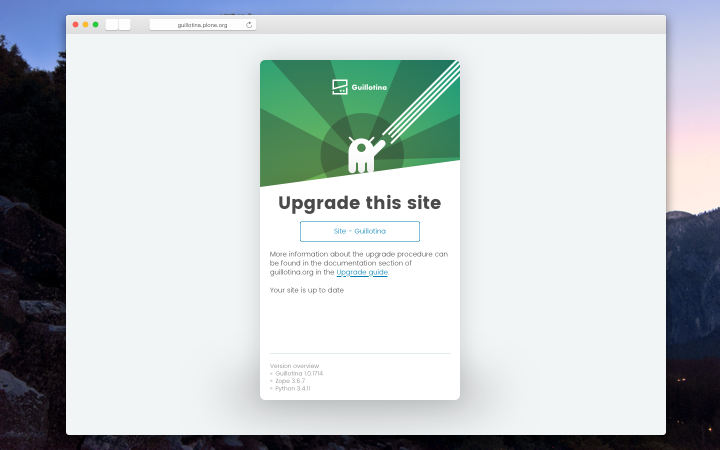 guillotina.plone.org
Guillotina
Upgrade this site
Site - Guillotina
More information about the upgrade procedure can
be found in the documentation section of
guillotina.org in the Upgrade guide.
Your site is up to date
Version overview
• Guillotina 1.0.1714
• Zope 3.6.7
• Python 3.4.11